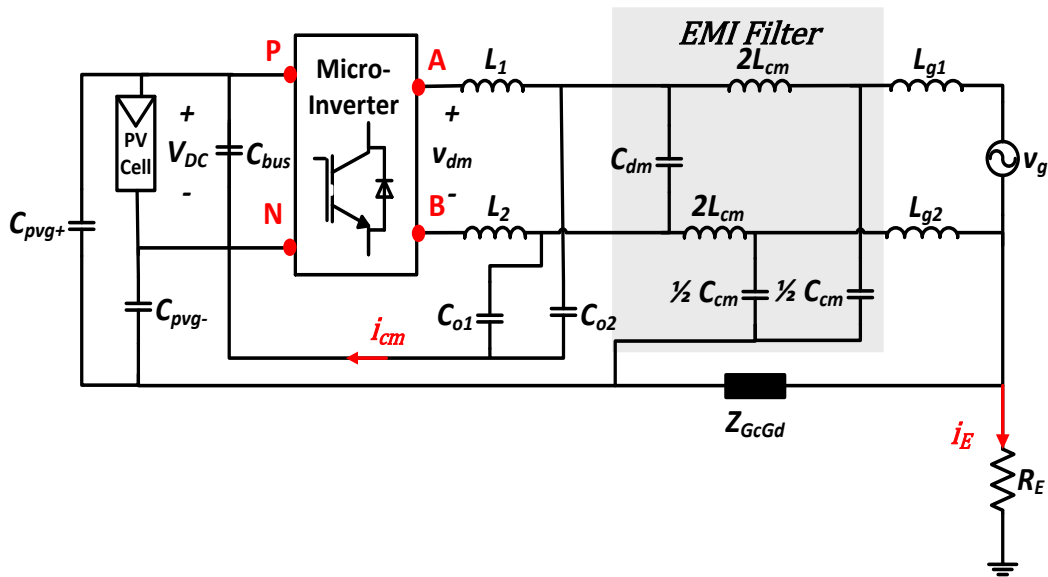 EMI Filter
P
Micro-
Inverter
A
L1
2Lcm
Lg1
+
VDC
-
PV
Cell
Cbus
+
vdm
-
Cdm
vg
N
B
L2
2Lcm
Lg2
Cpvg+
Cpvg-
Co1
Co2
½ Ccm
½ Ccm
icm
ZGcGd
iE
RE